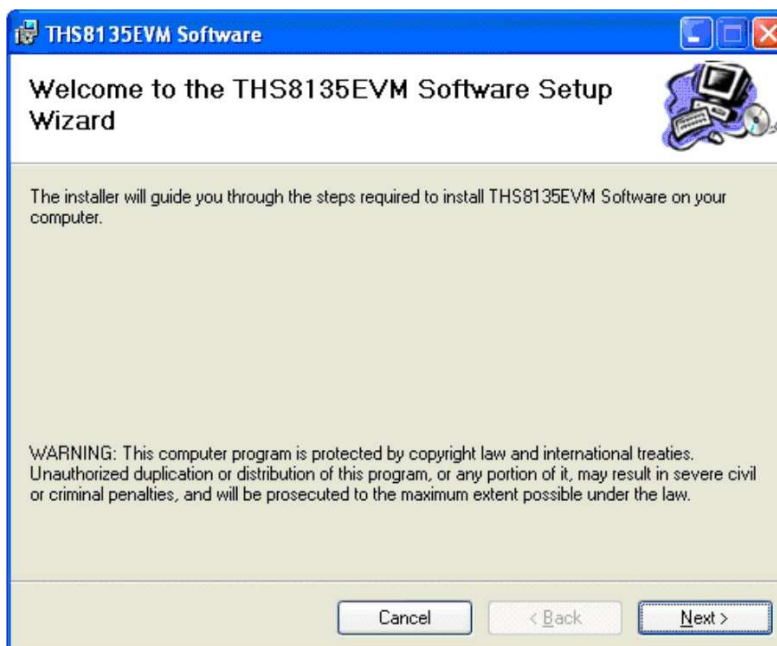 THS8135EVM Software
Welcome to the THS8135EVM Software Setup
Wizard
The installer will guide you through the steps required to install THS8135EVM Software on your
computer.
WARNING: This computer program is protected by copyright law and international treaties.
Unauthorized duplication or distribution of this program, or any portion of it, may result in severe civil
or criminal penalties, and will be prosecuted to the maximum extent possible under the law.
Cancel
< Back
Next >